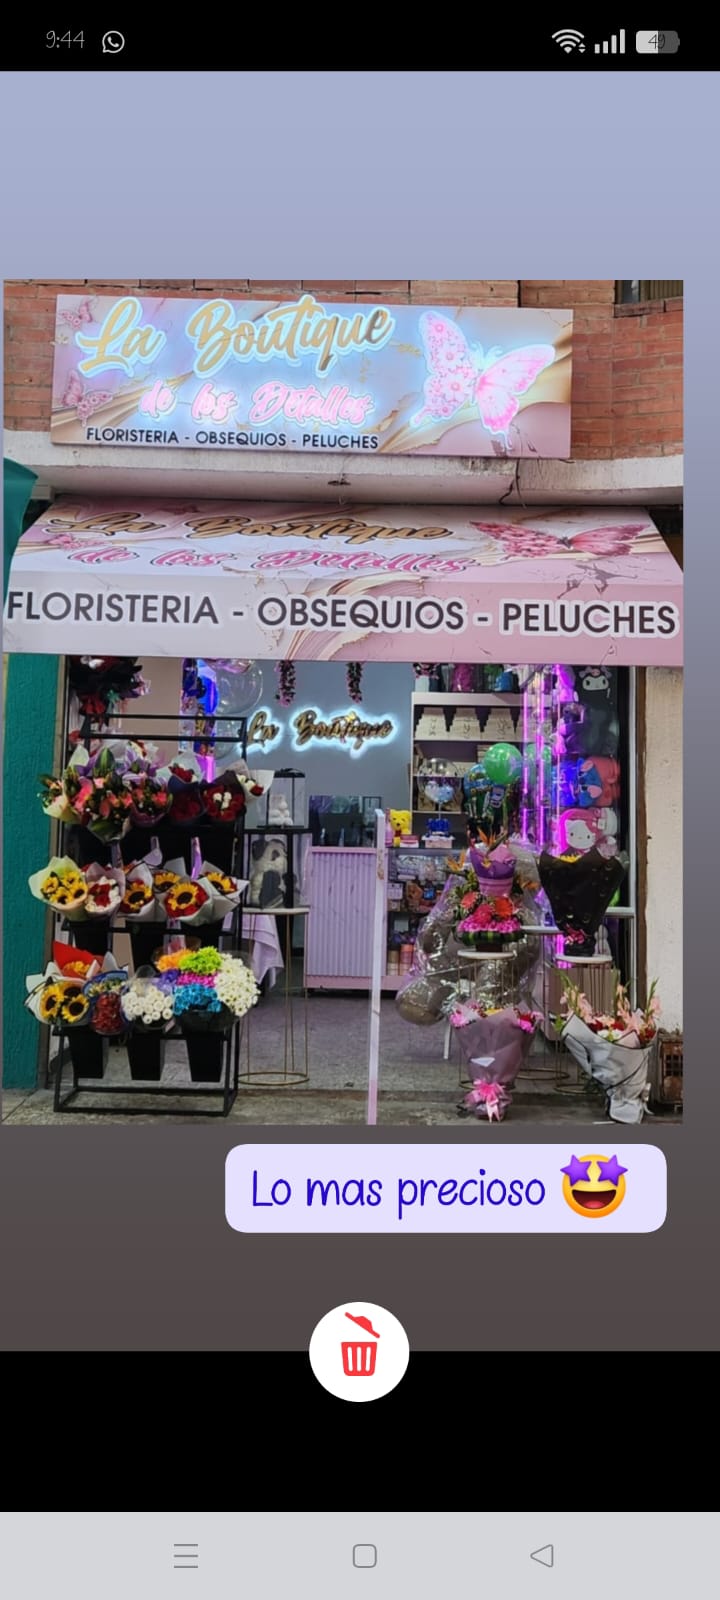 9:44
49
La Boutique
de los Detalles
FLORISTERIA - OBSEQUIOS - PELUCHES
La Boutique
de los Detalles
FLORISTERIA - OBSEQUIOS - PELUCHES
La Boutique
Lo mas precioso 🤩